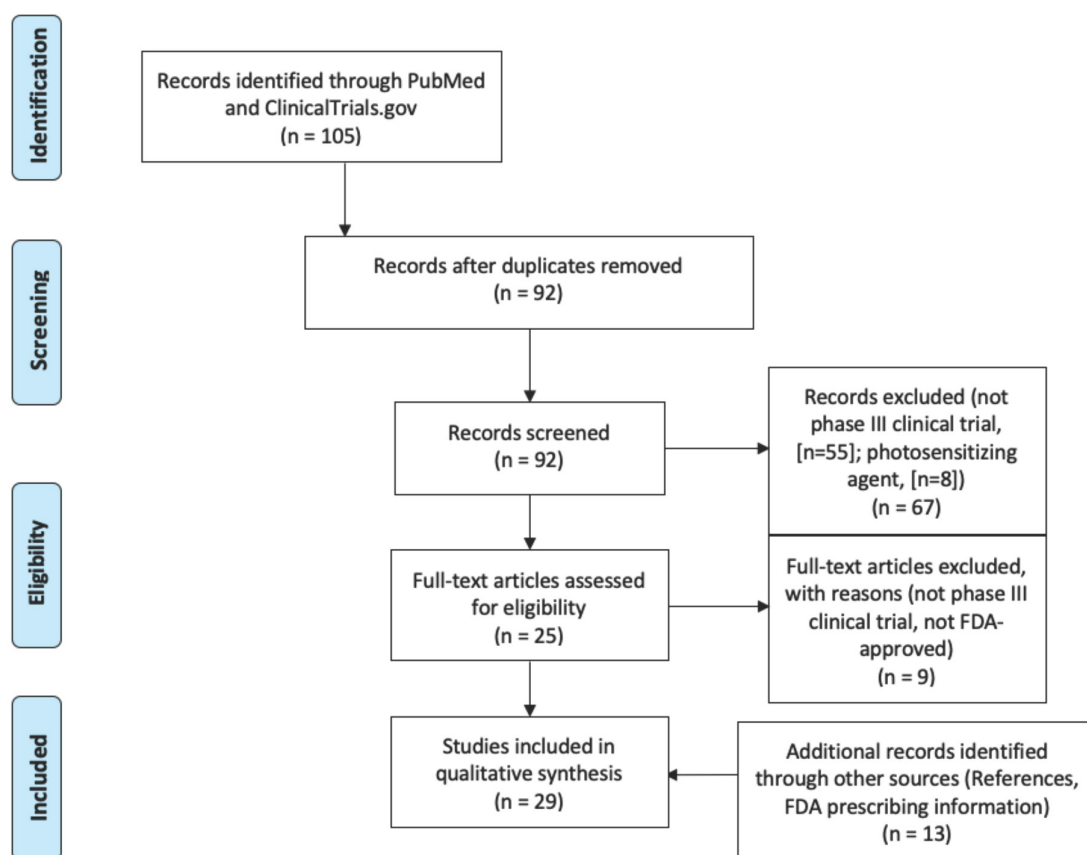 Identification
Records identified through PubMed
and ClinicalTrials.gov
(n = 105)
Screening
Records after duplicates removed
(n = 92)
Records screened
(n = 92)
Records excluded (not
phase III clinical trial,
[n=55]; photosensitizing
agent, [n=8])
(n = 67)
Eligibility
Full-text articles assessed
for eligibility
(n = 25)
Full-text articles excluded,
with reasons (not phase III
clinical trial, not FDA-
approved)
(n = 9)
Included
Studies included in
qualitative synthesis
(n = 29)
Additional records identified
through other sources (References,
FDA prescribing information)
(n = 13)